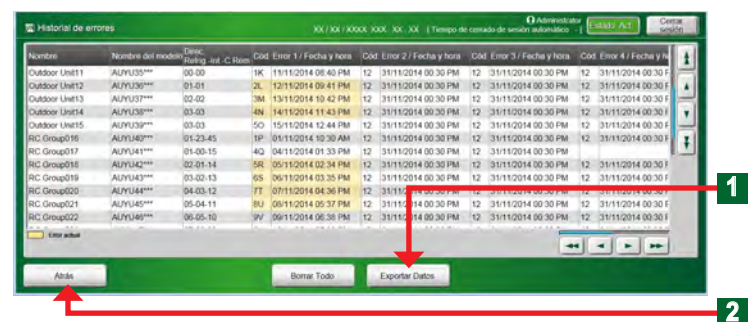 Historial de errores
XX / XX / XXXX XXX. XX : XX ( Tiempo de cerrado de sesión automático - )
Administrator
Estado Act.
Cerrar sesión
Nombre Nombre del modelo Direc. Refrig.-Int.-C.Rem Cód Error 1 / Fecha y hora Cód Error 2 / Fecha y hora Cód Error 3 / Fecha y hora Cód Error 4 / Fecha y h
Outdoor Unit11 AUYU35*** 00-00 1K 11/11/2014 08:40 PM 12 31/11/2014 00:30 PM 12 31/11/2014 00:30 PM 12 31/11/2014 00:30 F
Outdoor Unit12 AUYU36*** 01-01 2L 12/11/2014 09:41 PM 12 31/11/2014 00:30 PM 12 31/11/2014 00:30 PM 12 31/11/2014 00:30 F
Outdoor Unit13 AUYU37*** 02-02 3M 13/11/2014 10:42 PM 12 31/11/2014 00:30 PM 12 31/11/2014 00:30 PM 12 31/11/2014 00:30 F
Outdoor Unit14 AUYU38*** 03-03 4N 14/11/2014 11:43 PM 12 31/11/2014 00:30 PM 12 31/11/2014 00:30 PM 12 31/11/2014 00:30 F
Outdoor Unit15 AUYU39*** 03-03 5O 15/11/2014 12:44 PM 12 31/11/2014 00:30 PM 12 31/11/2014 00:30 PM 12 31/11/2014 00:30 F
RC Group016 AUYU40*** 01-23-45 1P 01/11/2014 10:30 AM 12 31/11/2014 00:30 PM 12 31/11/2014 00:30 PM 12 31/11/2014 00:30 F
RC Group017 AUYU41*** 01-00-15 4Q 04/11/2014 01:33 PM 12 31/11/2014 00:30 PM 12 31/11/2014 00:30 PM
RC Group018 AUYU42*** 02-01-14 5R 05/11/2014 02:34 PM 12 31/11/2014 00:30 PM 12 31/11/2014 00:30 PM 12 31/11/2014 00:30 F
RC Group019 AUYU43*** 03-02-13 6S 06/11/2014 03:35 PM 12 31/11/2014 00:30 PM 12 31/11/2014 00:30 PM 12 31/11/2014 00:30 F
RC Group020 AUYU44*** 04-03-12 7T 07/11/2014 04:36 PM 12 31/11/2014 00:30 PM 12 31/11/2014 00:30 PM 12 31/11/2014 00:30 F
RC Group021 AUYU45*** 05-04-11 8U 08/11/2014 05:37 PM 12 31/11/2014 00:30 PM 12 31/11/2014 00:30 PM 12 31/11/2014 00:30 F
RC Group022 AUYU46*** 06-05-10 9V 09/11/2014 06:38 PM 12 31/11/2014 00:30 PM 12 31/11/2014 00:30 PM 12 31/11/2014 00:30 F
Error actual
Atrás
Borrar Todo
Exportar Datos
1
2